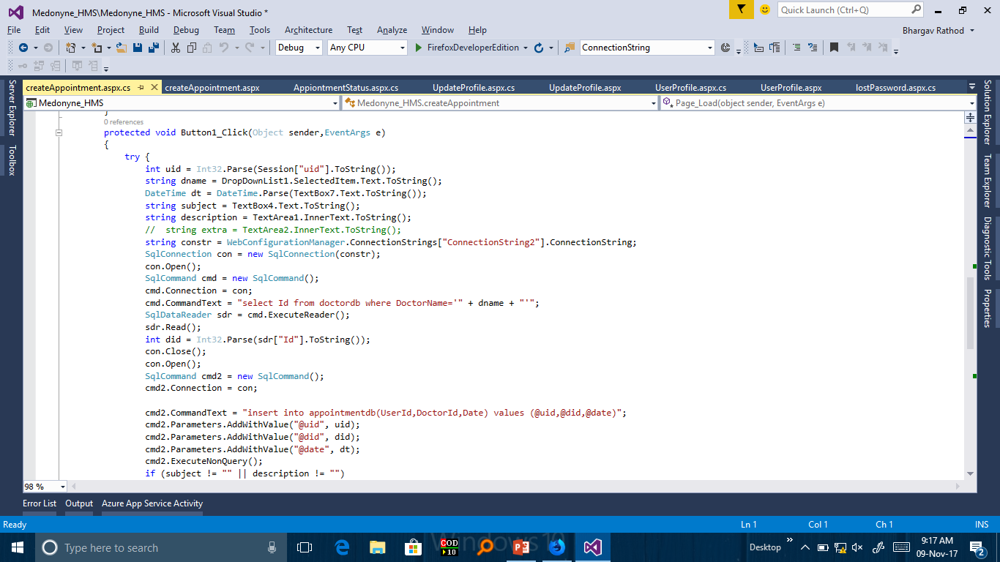 Medonyne_HMS\Medonyne_HMS - Microsoft Visual Studio *
Quick Launch (Ctrl+Q)
File Edit View Project Build Debug Team Tools Architecture Test Analyze Window Help
Bhargav Rathod
Debug Any CPU FirefoxDeveloperEdition ConnectionString
createAppointment.aspx.cs createAppointment.aspx AppiontmentStatus.aspx.cs UpdateProfile.aspx.cs UpdateProfile.aspx UserProfile.aspx.cs UserProfile.aspx lostPassword.aspx.cs
Medonyne_HMS Medonyne_HMS.createAppointment Page_Load(object sender, EventArgs e)
Server Explorer
Toolbox
}
0 references
protected void Button1_Click(Object sender,EventArgs e)
{
try {
int uid = Int32.Parse(Session["uid"].ToString());
string dname = DropDownList1.SelectedItem.Text.ToString();
DateTime dt = DateTime.Parse(TextBox7.Text.ToString());
string subject = TextBox4.Text.ToString();
string description = TextArea1.InnerText.ToString();
//  string extra = TextArea2.InnerText.ToString();
string constr = WebConfigurationManager.ConnectionStrings["ConnectionString2"].ConnectionString;
SqlConnection con = new SqlConnection(constr);
con.Open();
SqlCommand cmd = new SqlCommand();
cmd.Connection = con;
cmd.CommandText = "select Id from doctordb where DoctorName='" + dname + "'";
SqlDataReader sdr = cmd.ExecuteReader();
sdr.Read();
int did = Int32.Parse(sdr["Id"].ToString());
con.Close();
con.Open();
SqlCommand cmd2 = new SqlCommand();
cmd2.Connection = con;
cmd2.CommandText = "insert into appointmentdb(UserId,DoctorId,Date) values (@uid,@did,@date)";
cmd2.Parameters.AddWithValue("@uid", uid);
cmd2.Parameters.AddWithValue("@did", did);
cmd2.Parameters.AddWithValue("@date", dt);
cmd2.ExecuteNonQuery();
if (subject != "" || description != "")
Solution Explorer
Team Explorer
Diagnostic Tools
Properties
98 %
Error List Output Azure App Service Activity
Ready Ln 1 Col 1 Ch 1 INS
Type here to search
COD
10
Windows 10
Desktop
9:17 AM
09-Nov-17
2